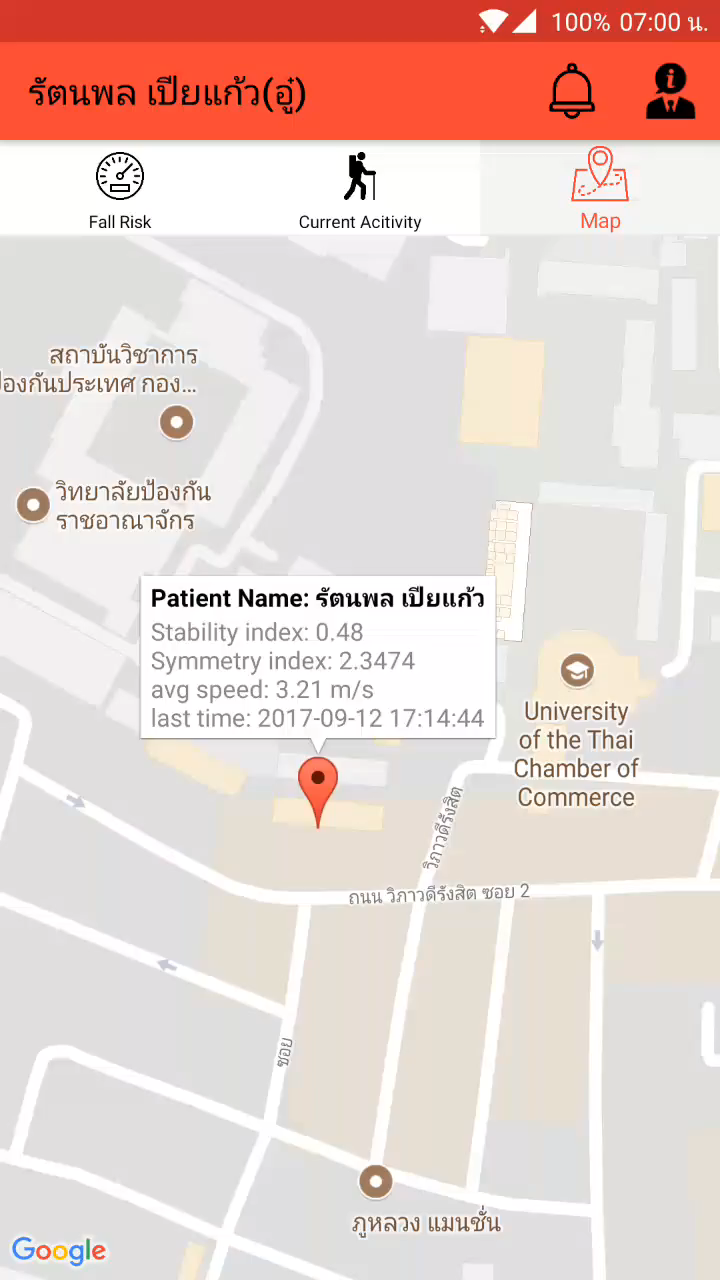 100% 07:00 น.
รัตนพล เปียแก้ว(อู๋)
Fall Risk
Current Acitivity
Map
สถาบันวิชาการ
ป้องกันประเทศ กอง...
วิทยาลัยป้องกัน
ราชอาณาจักร
Patient Name: รัตนพล เปียแก้ว
Stability index: 0.48
Symmetry index: 2.3474
avg speed: 3.21 m/s
last time: 2017-09-12 17:14:44
University
of the Thai
Chamber of
Commerce
วิภาวดีรังสิต
ถนน วิภาวดีรังสิต ซอย 2
ซอย
ภูหลวง แมนชั่น
Google